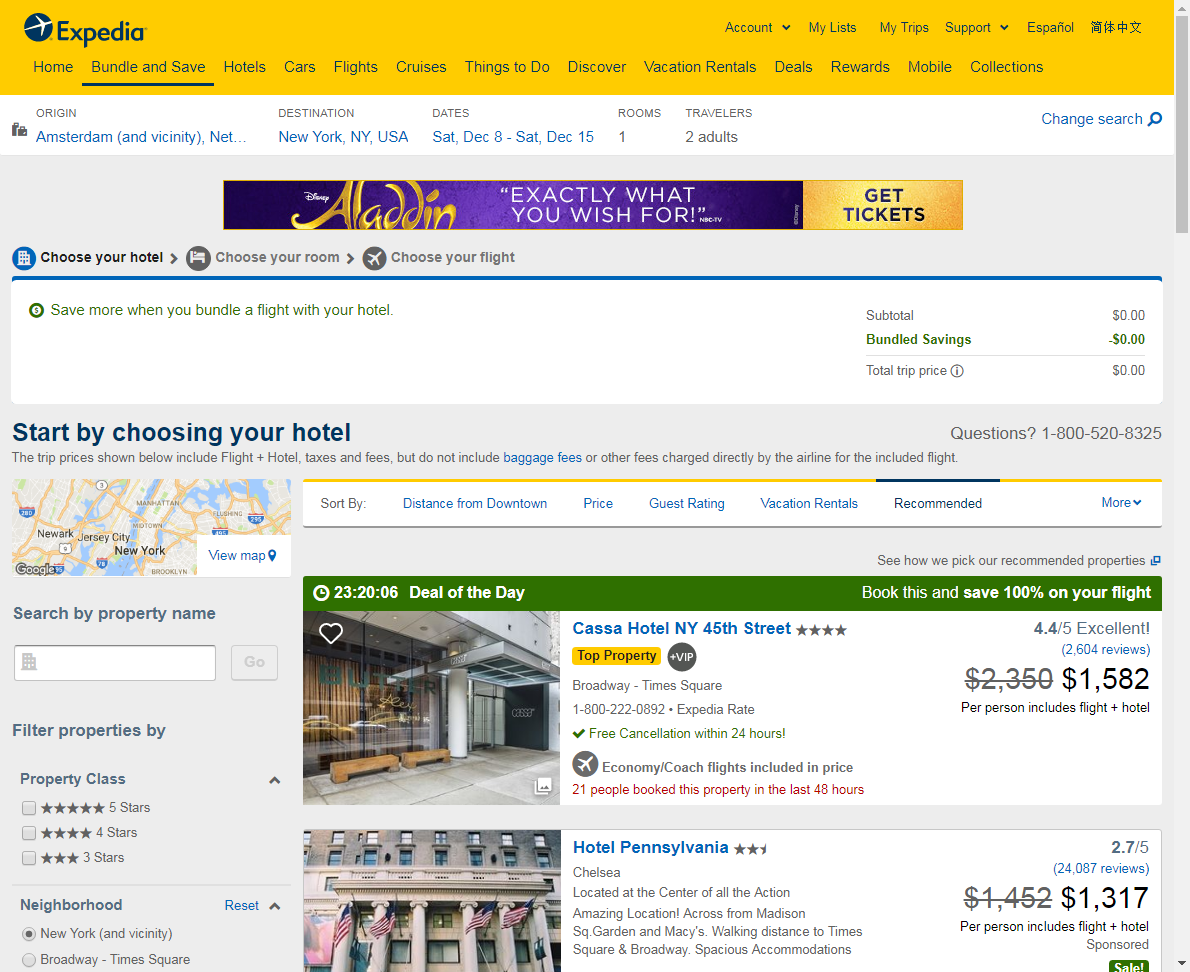 Expedia
Account My Lists My Trips Support Español 简体中文
Home Bundle and Save Hotels Cars Flights Cruises Things to Do Discover Vacation Rentals Deals Rewards Mobile Collections
ORIGIN DESTINATION DATES ROOMS TRAVELERS
Amsterdam (and vicinity), Net... New York, NY, USA Sat, Dec 8 - Sat, Dec 15 1 2 adults
Change search
Disney Aladdin "EXACTLY WHAT YOU WISH FOR!" NBC-TV ©Disney GET TICKETS
Choose your hotel Choose your room Choose your flight
Save more when you bundle a flight with your hotel.
Subtotal $0.00
Bundled Savings -$0.00
Total trip price $0.00
Start by choosing your hotel
Questions? 1-800-520-8325
The trip prices shown below include Flight + Hotel, taxes and fees, but do not include baggage fees or other fees charged directly by the airline for the included flight.
3
MANHATTAN
280
FLUSHING
295
MIDTOWN
495
Newark
Jersey City
9
New York
78
BROOKLYN
Google
View map
Search by property name
Go
Filter properties by
Property Class
5 Stars
4 Stars
3 Stars
Neighborhood Reset
New York (and vicinity)
Broadway - Times Square
Sort By: Distance from Downtown Price Guest Rating Vacation Rentals Recommended More
See how we pick our recommended properties
23:20:06 Deal of the Day Book this and save 100% on your flight
BUTLER
cassa
Cassa Hotel NY 45th Street
4.4/5 Excellent!
Top Property +VIP
(2,604 reviews)
Broadway - Times Square
$2,350 $1,582
1-800-222-0892 • Expedia Rate
Per person includes flight + hotel
Free Cancellation within 24 hours!
Economy/Coach flights included in price
21 people booked this property in the last 48 hours
Hotel Pennsylvania
2.7/5
Chelsea
(24,087 reviews)
Located at the Center of all the Action
$1,452 $1,317
Amazing Location! Across from Madison
Sq.Garden and Macy's. Walking distance to Times
Square & Broadway. Spacious Accommodations
Per person includes flight + hotel
Sponsored
Sale!